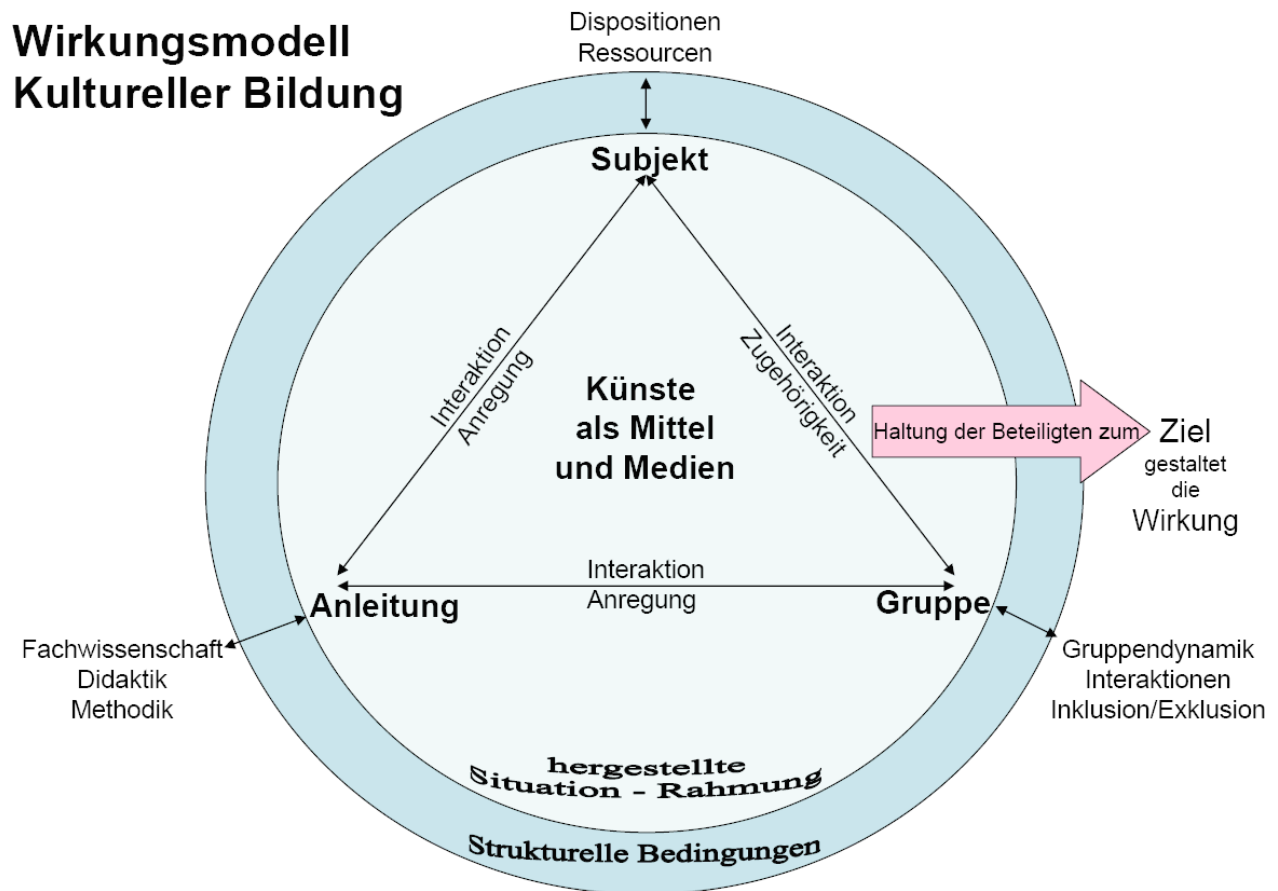 Wirkungsmodell
Kultureller Bildung
Dispositionen
Ressourcen
Subjekt
Interaktion
Anregung
Interaktion
Zugehörigkeit
Künste
als Mittel
und Medien
Haltung der Beteiligten zum
Ziel
gestaltet
die
Wirkung
Interaktion
Anregung
Anleitung
Gruppe
Fachwissenschaft
Didaktik
Methodik
Gruppendynamik
Interaktionen
Inklusion/Exklusion
hergestellte
Situation - Rahmung
Strukturelle Bedingungen